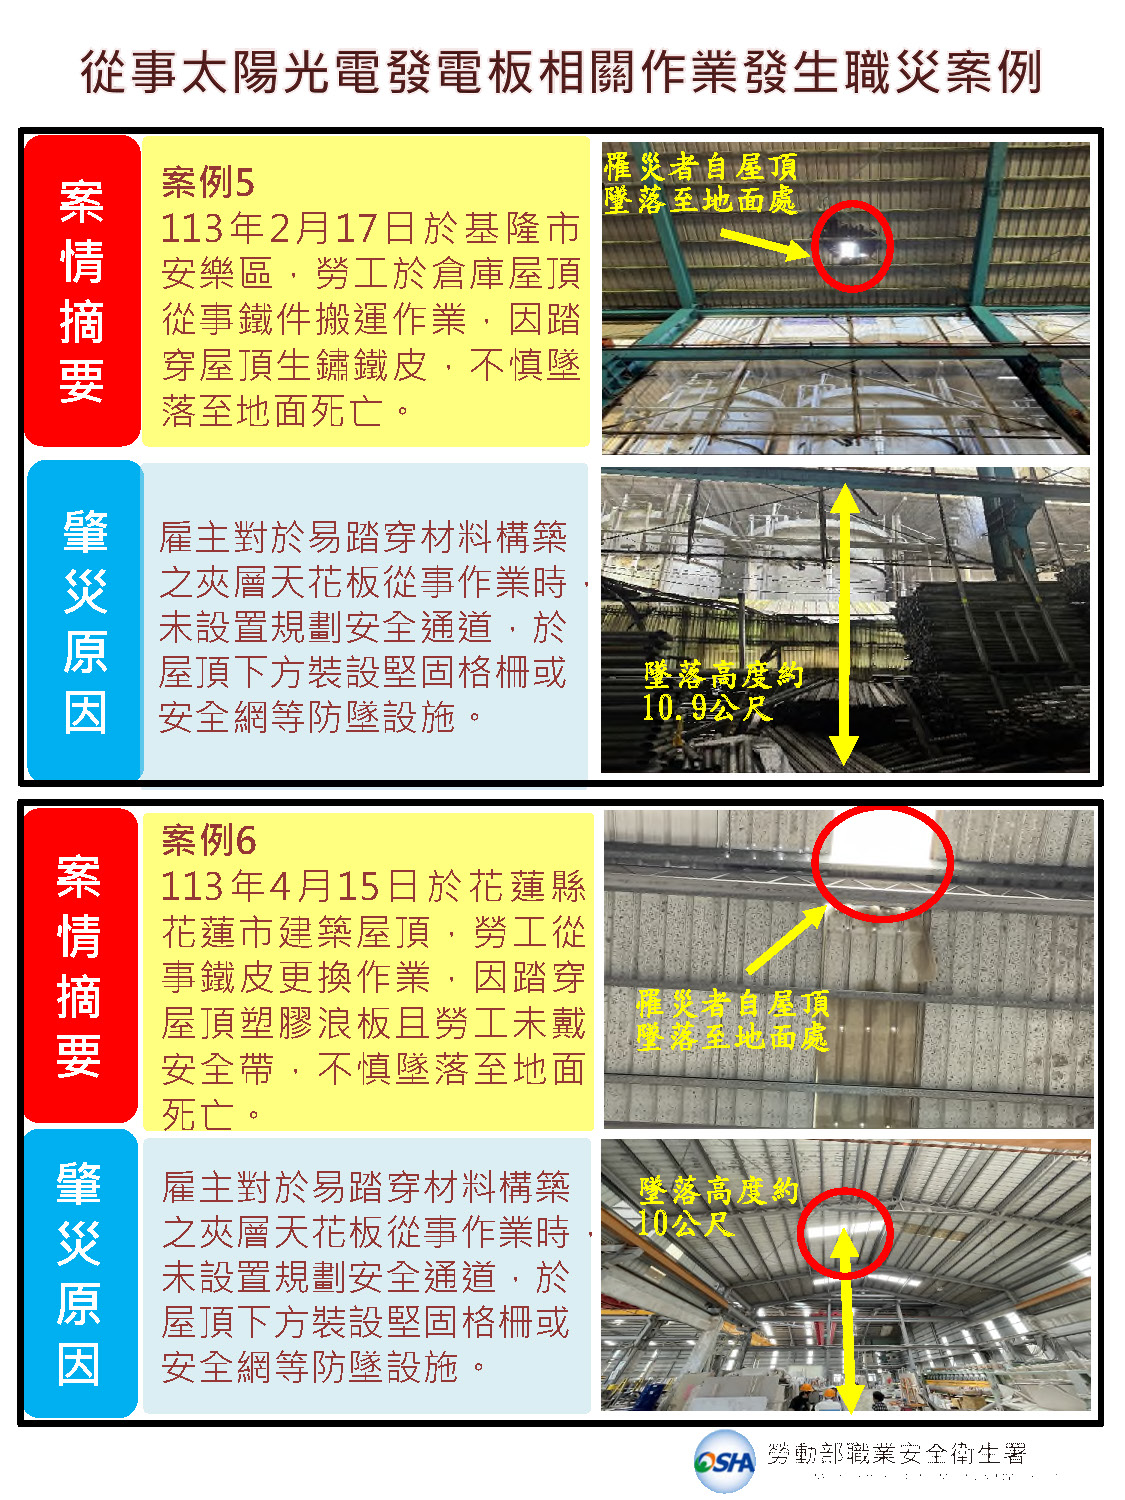 從事太陽光電發電板相關作業發生職災案例
案情摘要
案例5
113年2月17日於基隆市
安樂區，勞工於倉庫屋頂
從事鐵件搬運作業，因踏
穿屋頂生鏽鐵皮，不慎墜
落至地面死亡。
罹災者自屋頂
墜落至地面處
肇災原因
雇主對於易踏穿材料構築
之夾層天花板從事作業時，
未設置規劃安全通道，於
屋頂下方裝設堅固格柵或
安全網等防墜設施。
墜落高度約
10.9公尺
案情摘要
案例6
113年4月15日於花蓮縣
花蓮市建築屋頂，勞工從
事鐵皮更換作業，因踏穿
屋頂塑膠浪板且勞工未戴
安全帶，不慎墜落至地面
死亡。
罹災者自屋頂
墜落至地面處
肇災原因
雇主對於易踏穿材料構築
之夾層天花板從事作業時，
未設置規劃安全通道，於
屋頂下方裝設堅固格柵或
安全網等防墜設施。
墜落高度約
10公尺
OSHA
勞動部職業安全衛生署